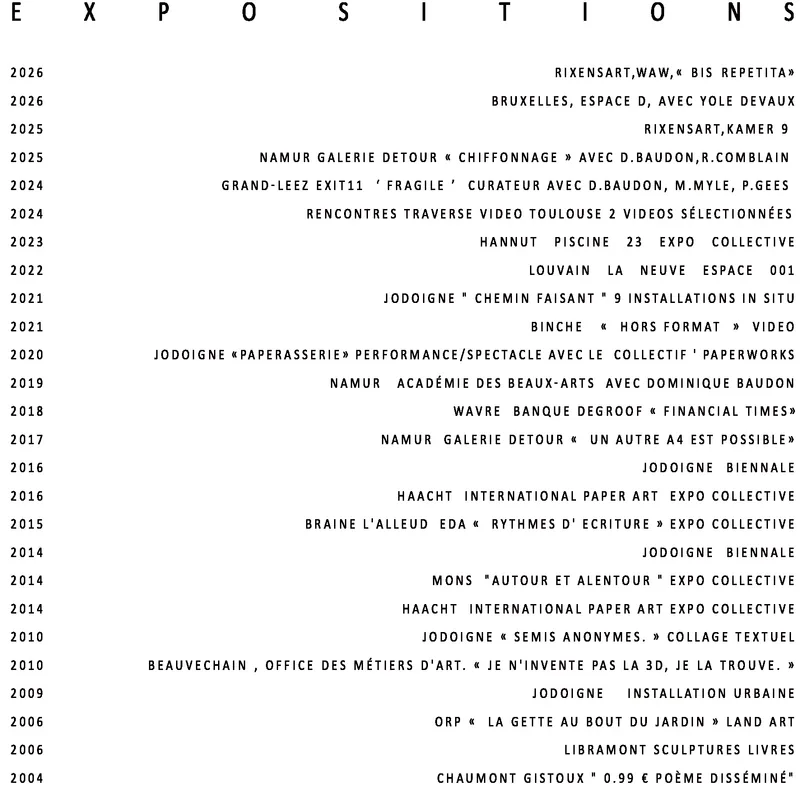 E X P O S I T I O N S
2026 RIXENSART,WAW,« BIS REPETITA»
2026 BRUXELLES, ESPACE D, AVEC YOLE DEVAUX
2025 RIXENSART,KAMER 9
2025 NAMUR GALERIE DETOUR « CHIFFONNAGE » AVEC D.BAUDON,R.COMBLAIN
2024 GRAND-LEEZ EXIT11 ‘ FRAGILE ’ CURATEUR AVEC D.BAUDON, M.MYLE, P.GEES
2024 RENCONTRES TRAVERSE VIDEO TOULOUSE 2 VIDEOS SÉLECTIONNÉES
2023 HANNUT PISCINE 23 EXPO COLLECTIVE
2022 LOUVAIN LA NEUVE ESPACE 001
2021 JODOIGNE " CHEMIN FAISANT " 9 INSTALLATIONS IN SITU
2021 BINCHE « HORS FORMAT » VIDEO
2020 JODOIGNE «PAPERASSERIE» PERFORMANCE/SPECTACLE AVEC LE COLLECTIF ' PAPERWORKS
2019 NAMUR ACADÉMIE DES BEAUX-ARTS AVEC DOMINIQUE BAUDON
2018 WAVRE BANQUE DEGROOF « FINANCIAL TIMES»
2017 NAMUR GALERIE DETOUR « UN AUTRE A4 EST POSSIBLE»
2016 JODOIGNE BIENNALE
2016 HAACHT INTERNATIONAL PAPER ART EXPO COLLECTIVE
2015 BRAINE L'ALLEUD EDA « RYTHMES D' ECRITURE » EXPO COLLECTIVE
2014 JODOIGNE BIENNALE
2014 MONS "AUTOUR ET ALENTOUR " EXPO COLLECTIVE
2014 HAACHT INTERNATIONAL PAPER ART EXPO COLLECTIVE
2010 JODOIGNE « SEMIS ANONYMES. » COLLAGE TEXTUEL
2010 BEAUVECHAIN , OFFICE DES MÉTIERS D'ART. « JE N'INVENTE PAS LA 3D, JE LA TROUVE. »
2009 JODOIGNE INSTALLATION URBAINE
2006 ORP « LA GETTE AU BOUT DU JARDIN » LAND ART
2006 LIBRAMONT SCULPTURES LIVRES
2004 CHAUMONT GISTOUX " 0.99 € POÈME DISSÉMINÉ"